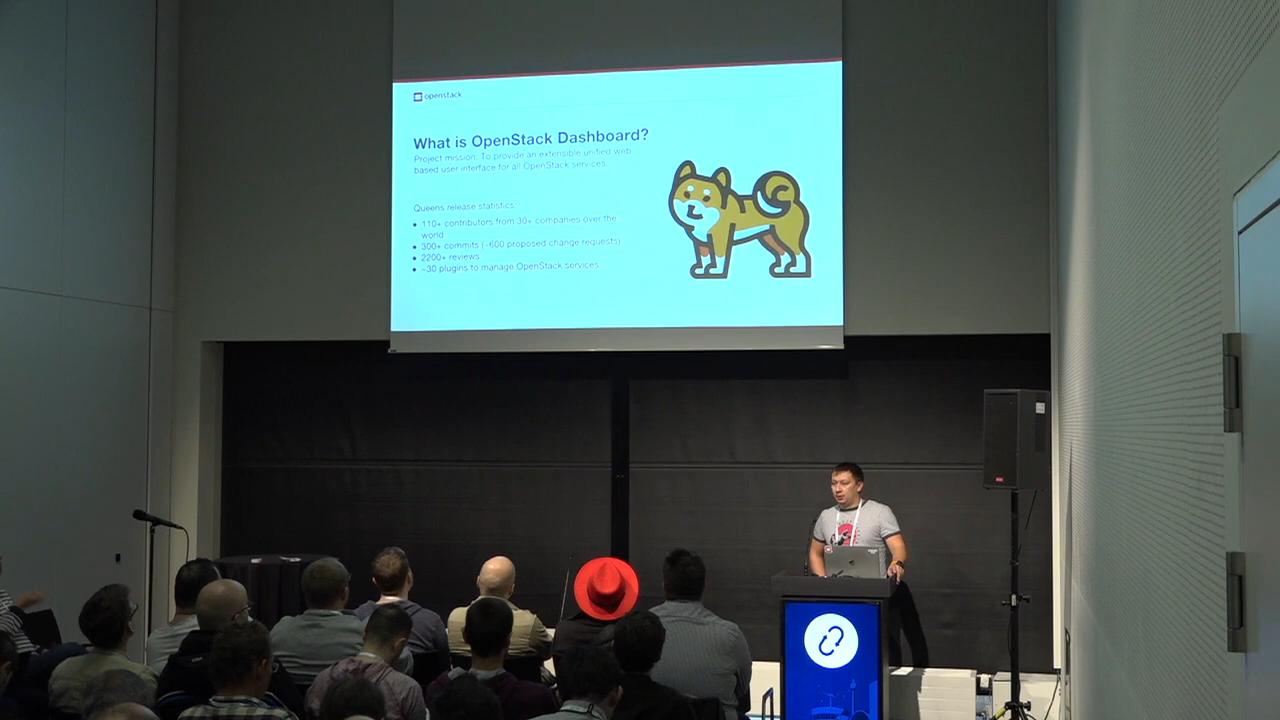 openstack
What is OpenStack Dashboard?
Project mission: To provide an extensible unified web
based user interface for all OpenStack services.
Queens release statistics:
• 110+ contributors from 30+ companies over the
world
• 300+ commits (~600 proposed change requests)
• 2200+ reviews
• ~30 plugins to manage OpenStack services